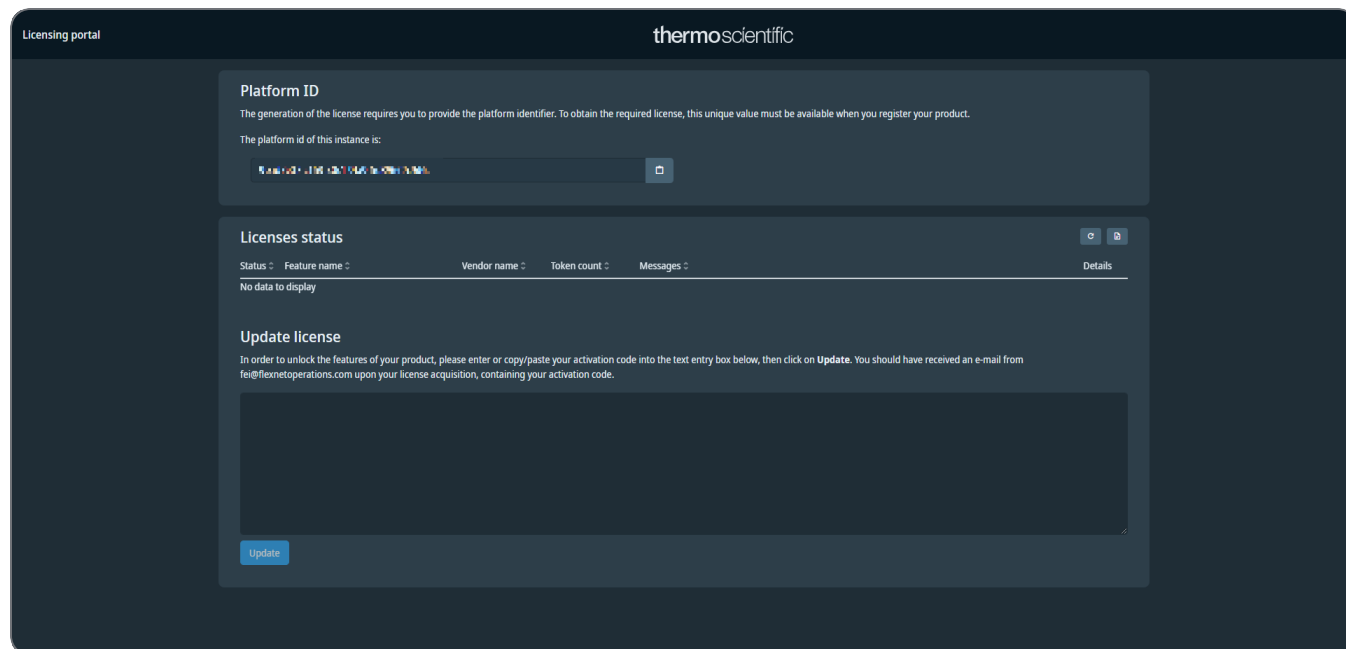 Licensing portal
thermoscientific
Platform ID
The generation of the license requires you to provide the platform identifier. To obtain the required license, this unique value must be available when you register your product.
The platform id of this instance is:
Licenses status
Status Feature name Vendor name Token count Messages Details
No data to display
Update license
In order to unlock the features of your product, please enter or copy/paste your activation code into the text entry box below, then click on Update. You should have received an e-mail from
fei@flexnetoperations.com upon your license acquisition, containing your activation code.
Update